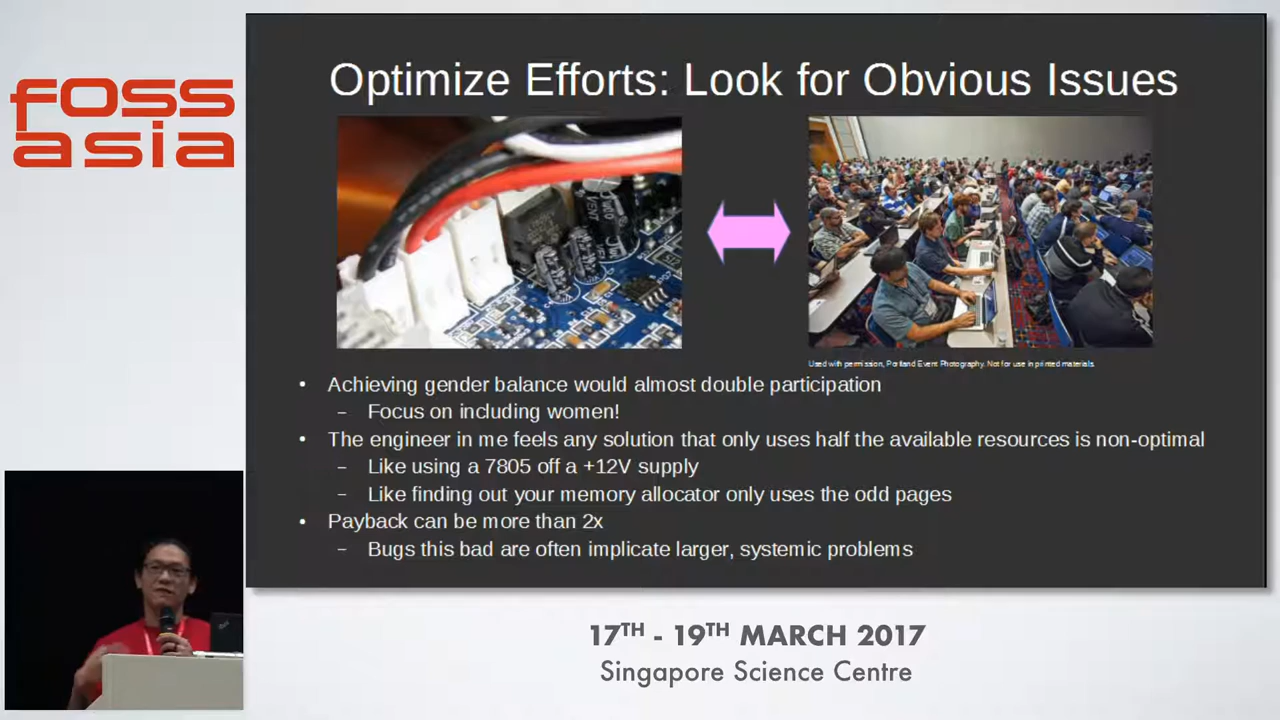 foss
asia
Optimize Efforts: Look for Obvious Issues
Used with permission, Portland Event Photography. Not for use in printed materials.
• Achieving gender balance would almost double participation
– Focus on including women!
• The engineer in me feels any solution that only uses half the available resources is non-optimal
– Like using a 7805 off a +12V supply
– Like finding out your memory allocator only uses the odd pages
• Payback can be more than 2x
– Bugs this bad are often implicate larger, systemic problems
17TH - 19TH MARCH 2017
Singapore Science Centre